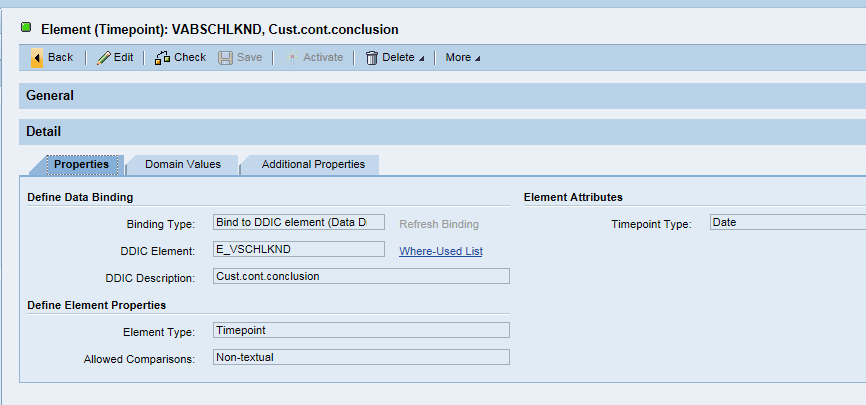 Element (Timepoint): VABSCHLKND, Cust.cont.conclusion
Back Edit Check Save Activate Delete More
General
Detail
Properties Domain Values Additional Properties
Define Data Binding Element Attributes
Binding Type: Bind to DDIC element (Data D Refresh Binding Timepoint Type: Date
DDIC Element: E_VSCHLKND Where-Used List
DDIC Description: Cust.cont.conclusion
Define Element Properties
Element Type: Timepoint
Allowed Comparisons: Non-textual